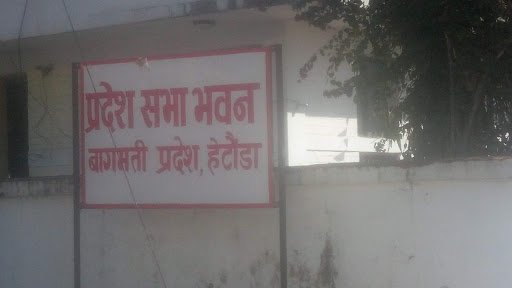 प्रदेश सभा भवन
बागमती प्रदेश, हेटौंडा